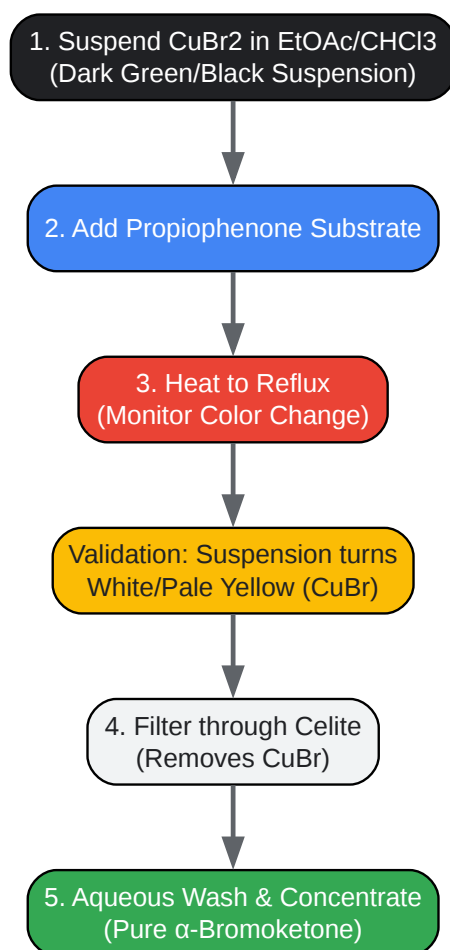 1. Suspend CuBr2 in EtOAc/CHCl3
(Dark Green/Black Suspension)
2. Add Propiophenone Substrate
3. Heat to Reflux
(Monitor Color Change)
Validation: Suspension turns
White/Pale Yellow (CuBr)
4. Filter through Celite
(Removes CuBr)
5. Aqueous Wash & Concentrate
(Pure α-Bromoketone)